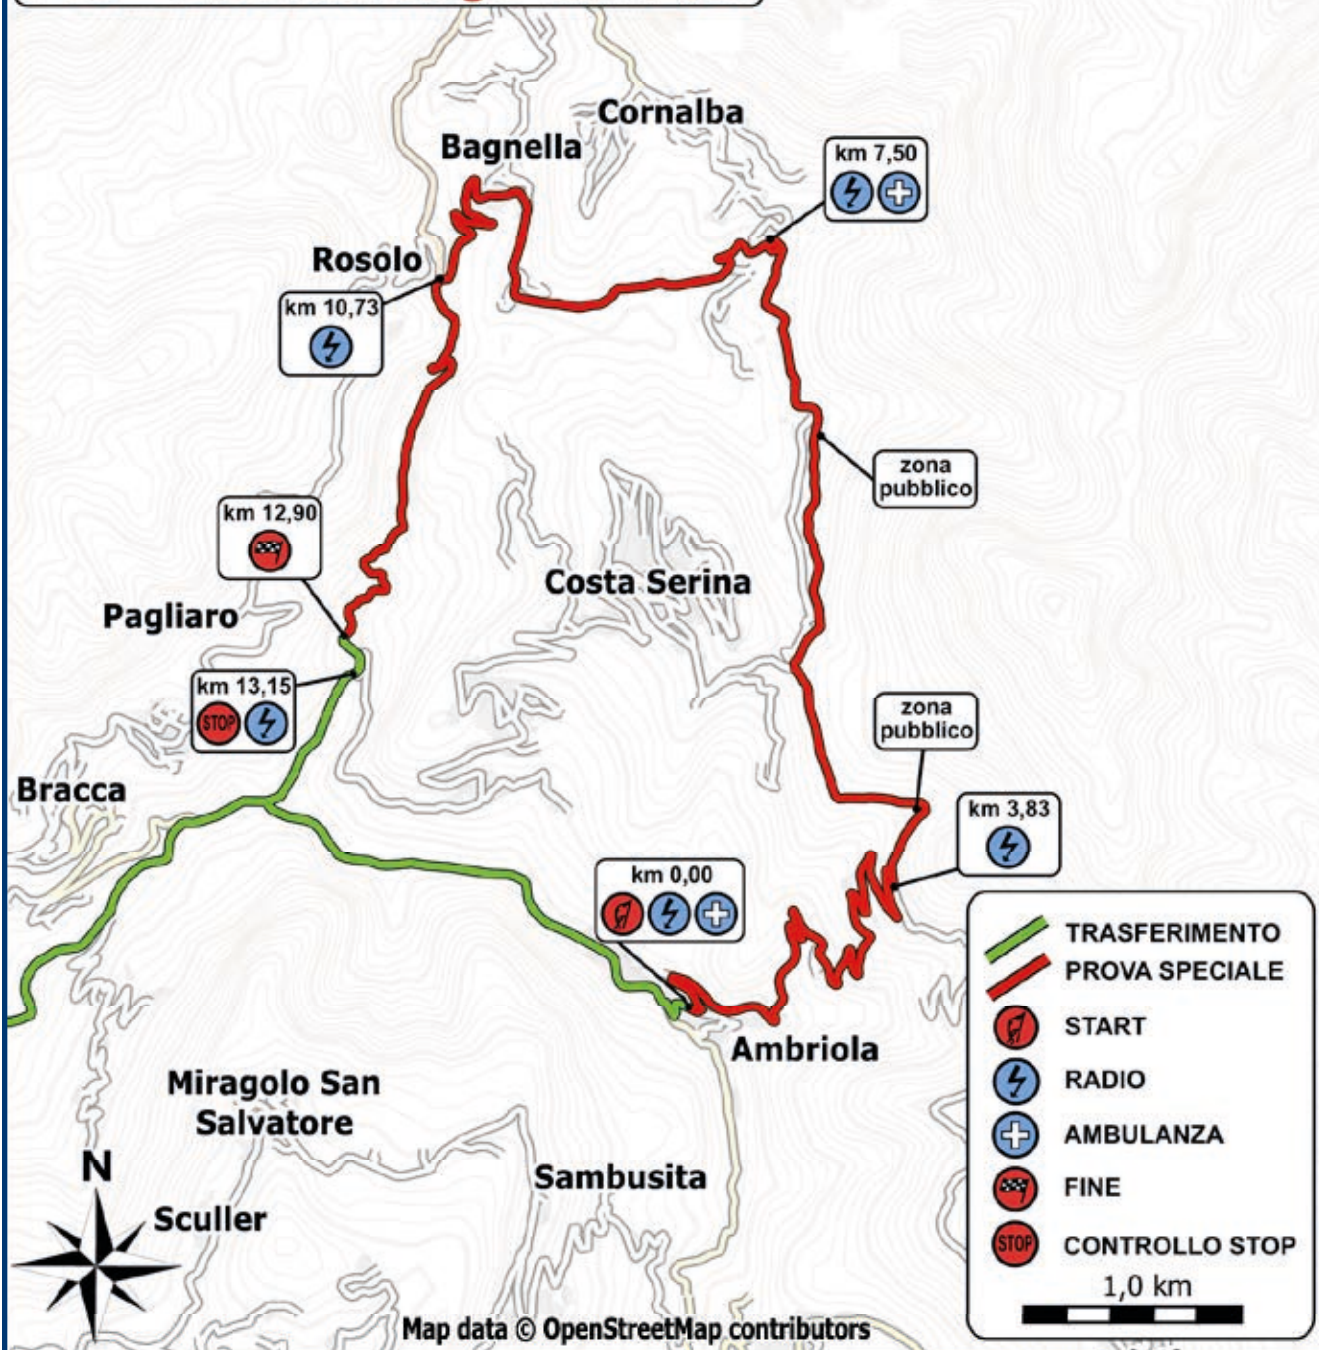 Cornalba
Bagnella
km 7,50
Rosolo
km 10,73
zona
pubblico
km 12,90
Costa Serina
Pagliaro
km 13,15
STOP
zona
pubblico
Bracca
km 3,83
km 0,00
TRASFERIMENTO
PROVA SPECIALE
START
Ambriola
RADIO
Miragolo San
Salvatore
AMBULANZA
N
Sambusita
FINE
Sculler
STOP
CONTROLLO STOP
1,0 km
Map data © OpenStreetMap contributors